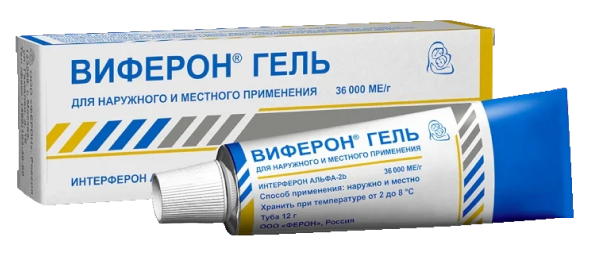 ВИФЕРОН® ГЕЛЬ
ДЛЯ НАРУЖНОГО И МЕСТНОГО ПРИМЕНЕНИЯ 36 000 МЕ/г
ИНТЕРФЕРОН
ВИФЕРОН® ГЕЛЬ
ДЛЯ НАРУЖНОГО И МЕСТНОГО ПРИМЕНЕНИЯ
ИНТЕРФЕРОН АЛЬФА-2b 36 000 МЕ/г
Способ применения: наружно и местно
Хранить при температуре от 2 до 8 °C
Туба 12 г
ООО «ФЕРОН», Россия